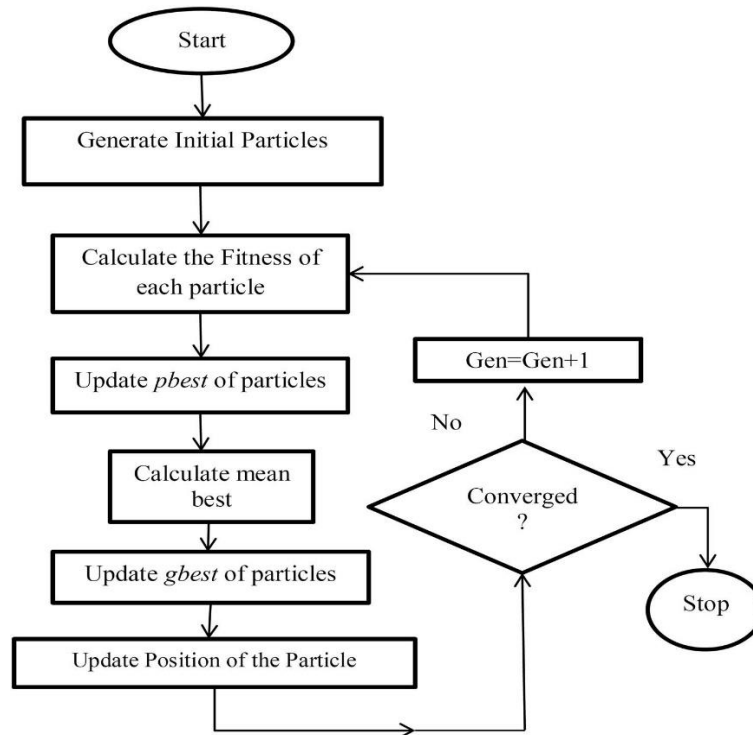 Start
Generate Initial Particles
Calculate the Fitness of
each particle
Update pbest of particles
Calculate mean
best
Update gbest of particles
Update Position of the Particle
Gen=Gen+1
No
Yes
Converged
?
Stop